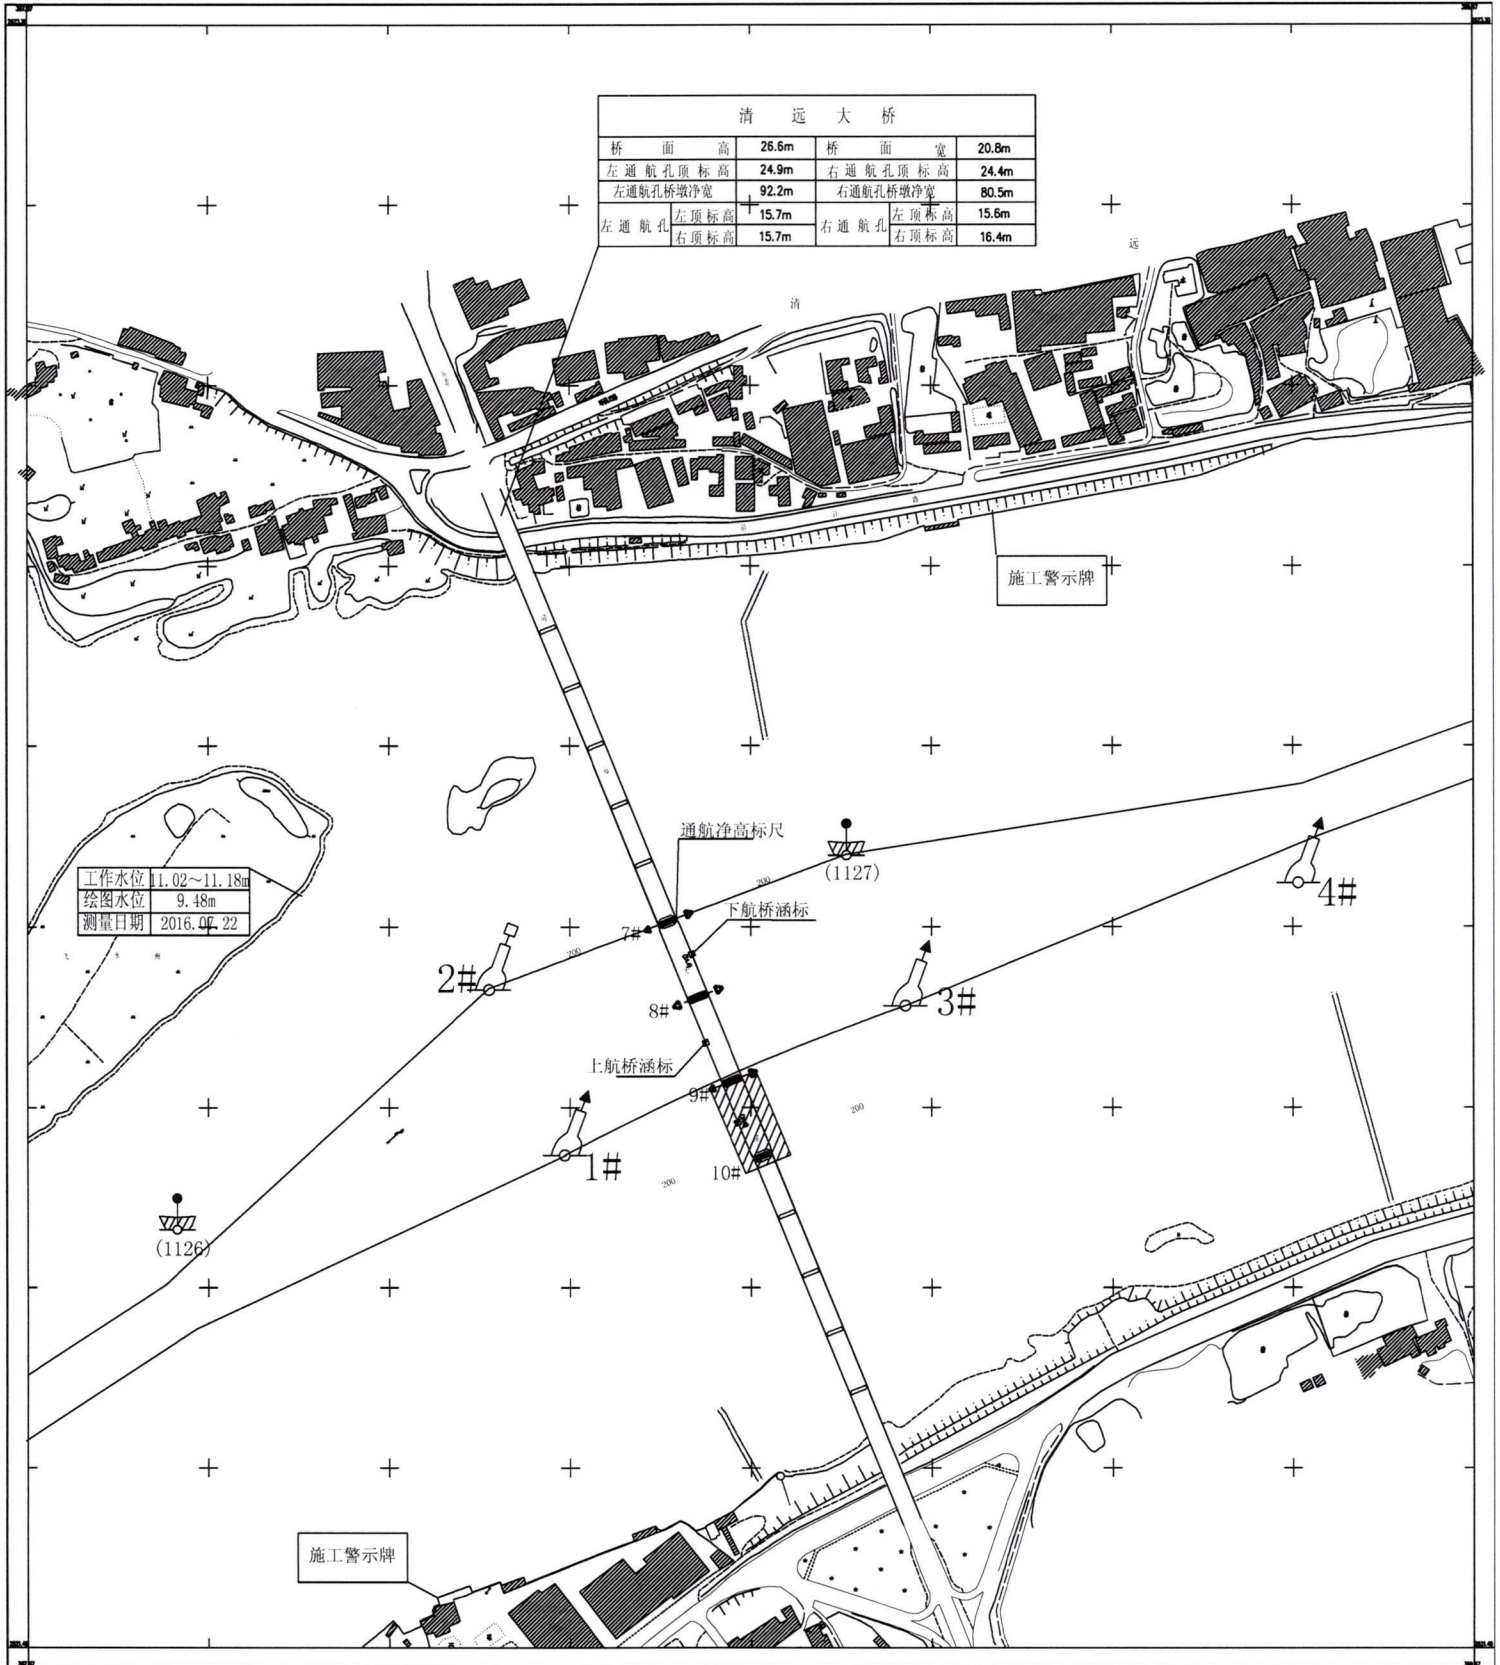 清远大桥
桥面高 26.6m 桥面宽 20.8m
左通航孔顶标高 24.9m 右通航孔顶标高 24.4m
左通航孔桥墩净宽 92.2m 右通航孔桥墩净宽 80.5m
左通航孔 左顶标高 15.7m 右通航孔 左顶标高 15.6m
右顶标高 15.7m 右顶标高 16.4m
远
清
施工警示牌
通航净高标尺
(1127)
200
工作水位 11.02～11.18m
绘图水位 9.48m
测量日期 2016.07.22
4#
下航桥涵标
7#
200
2#
3#
8#
上航桥涵标
9#
200
1#
10#
200
(1126)
施工警示牌